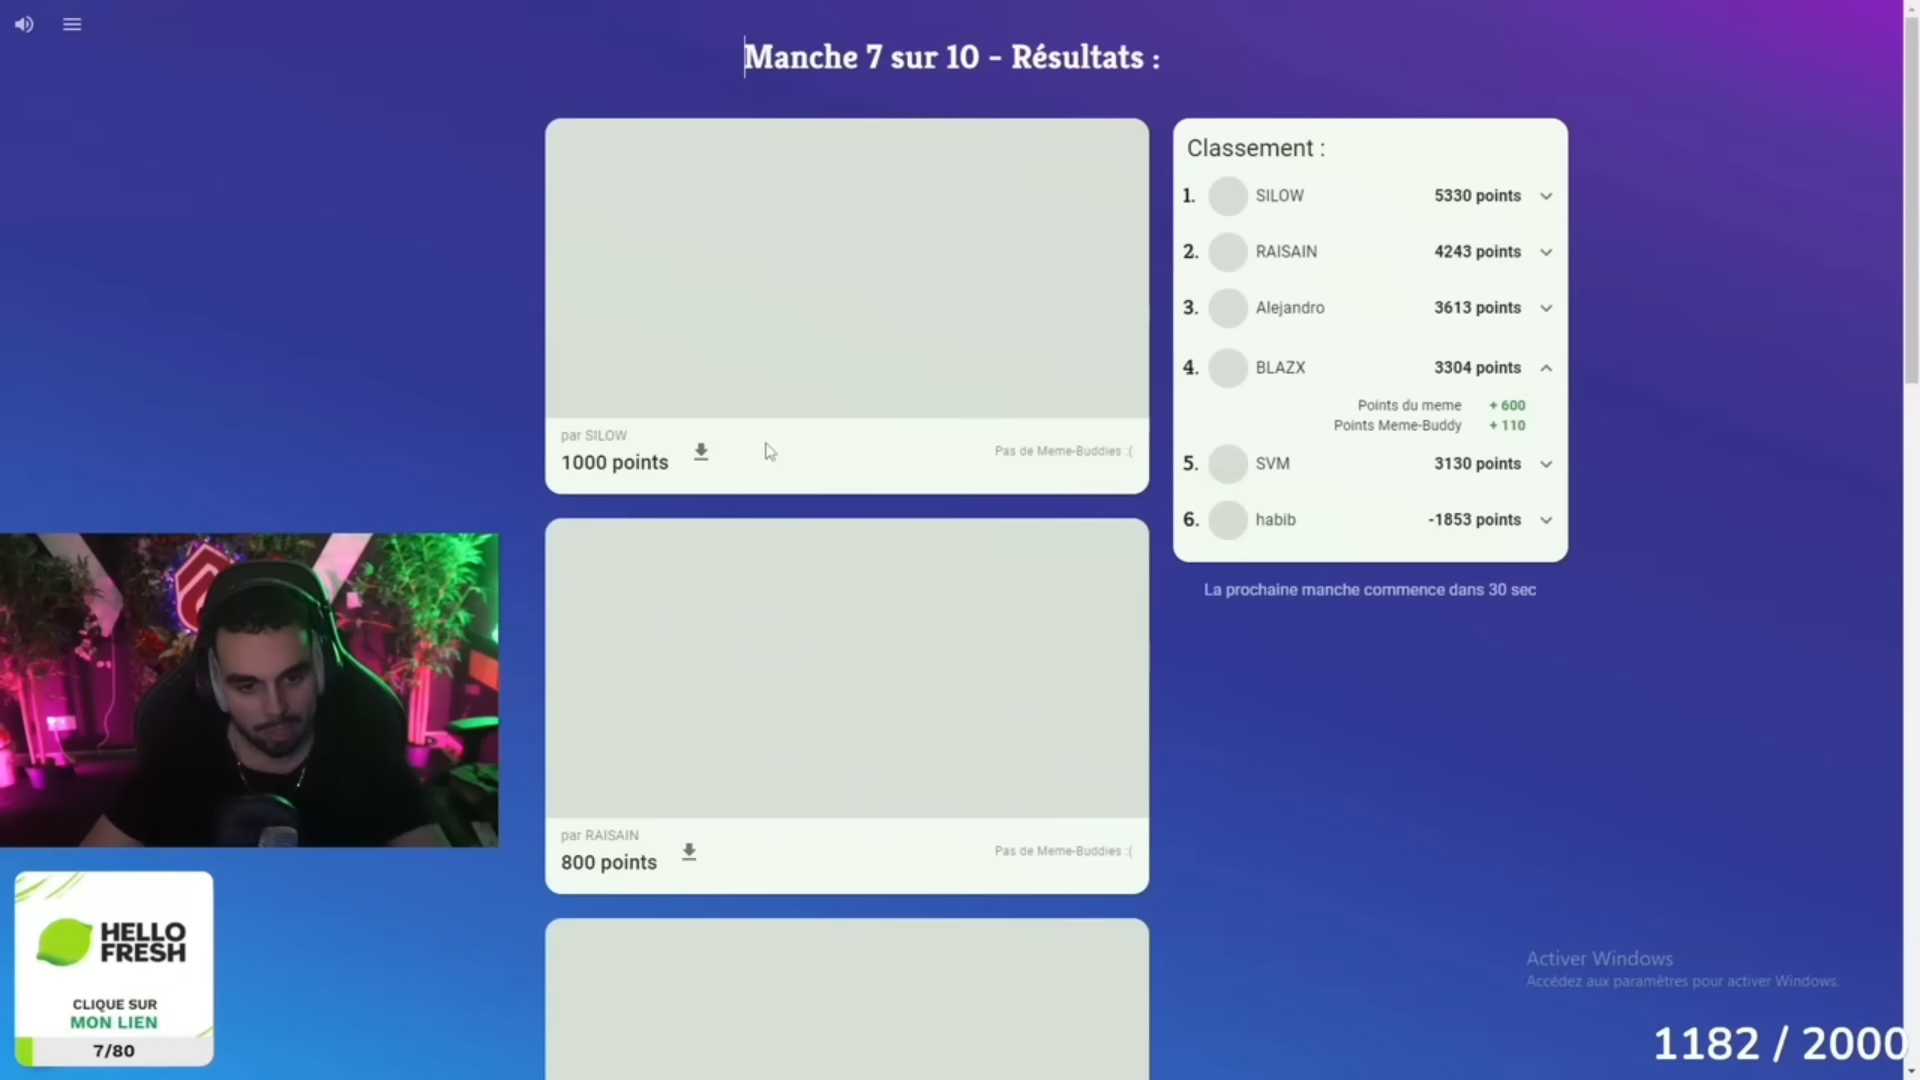 Manche 7 sur 10 - Résultats :
par SILOW
1000 points
Pas de Meme-Buddies :(
par RAISAIN
800 points
Pas de Meme-Buddies :(
Classement :
1. SILOW 5330 points
2. RAISAIN 4243 points
3. Alejandro 3613 points
4. BLAZX 3304 points
Points du meme + 600
Points Meme-Buddy + 110
5. SVM 3130 points
6. habib -1853 points
La prochaine manche commence dans 30 sec
HELLO
FRESH
CLIQUE SUR
MON LIEN
7/80
Activer Windows
Accédez aux paramètres pour activer Windows.
1182 / 2000